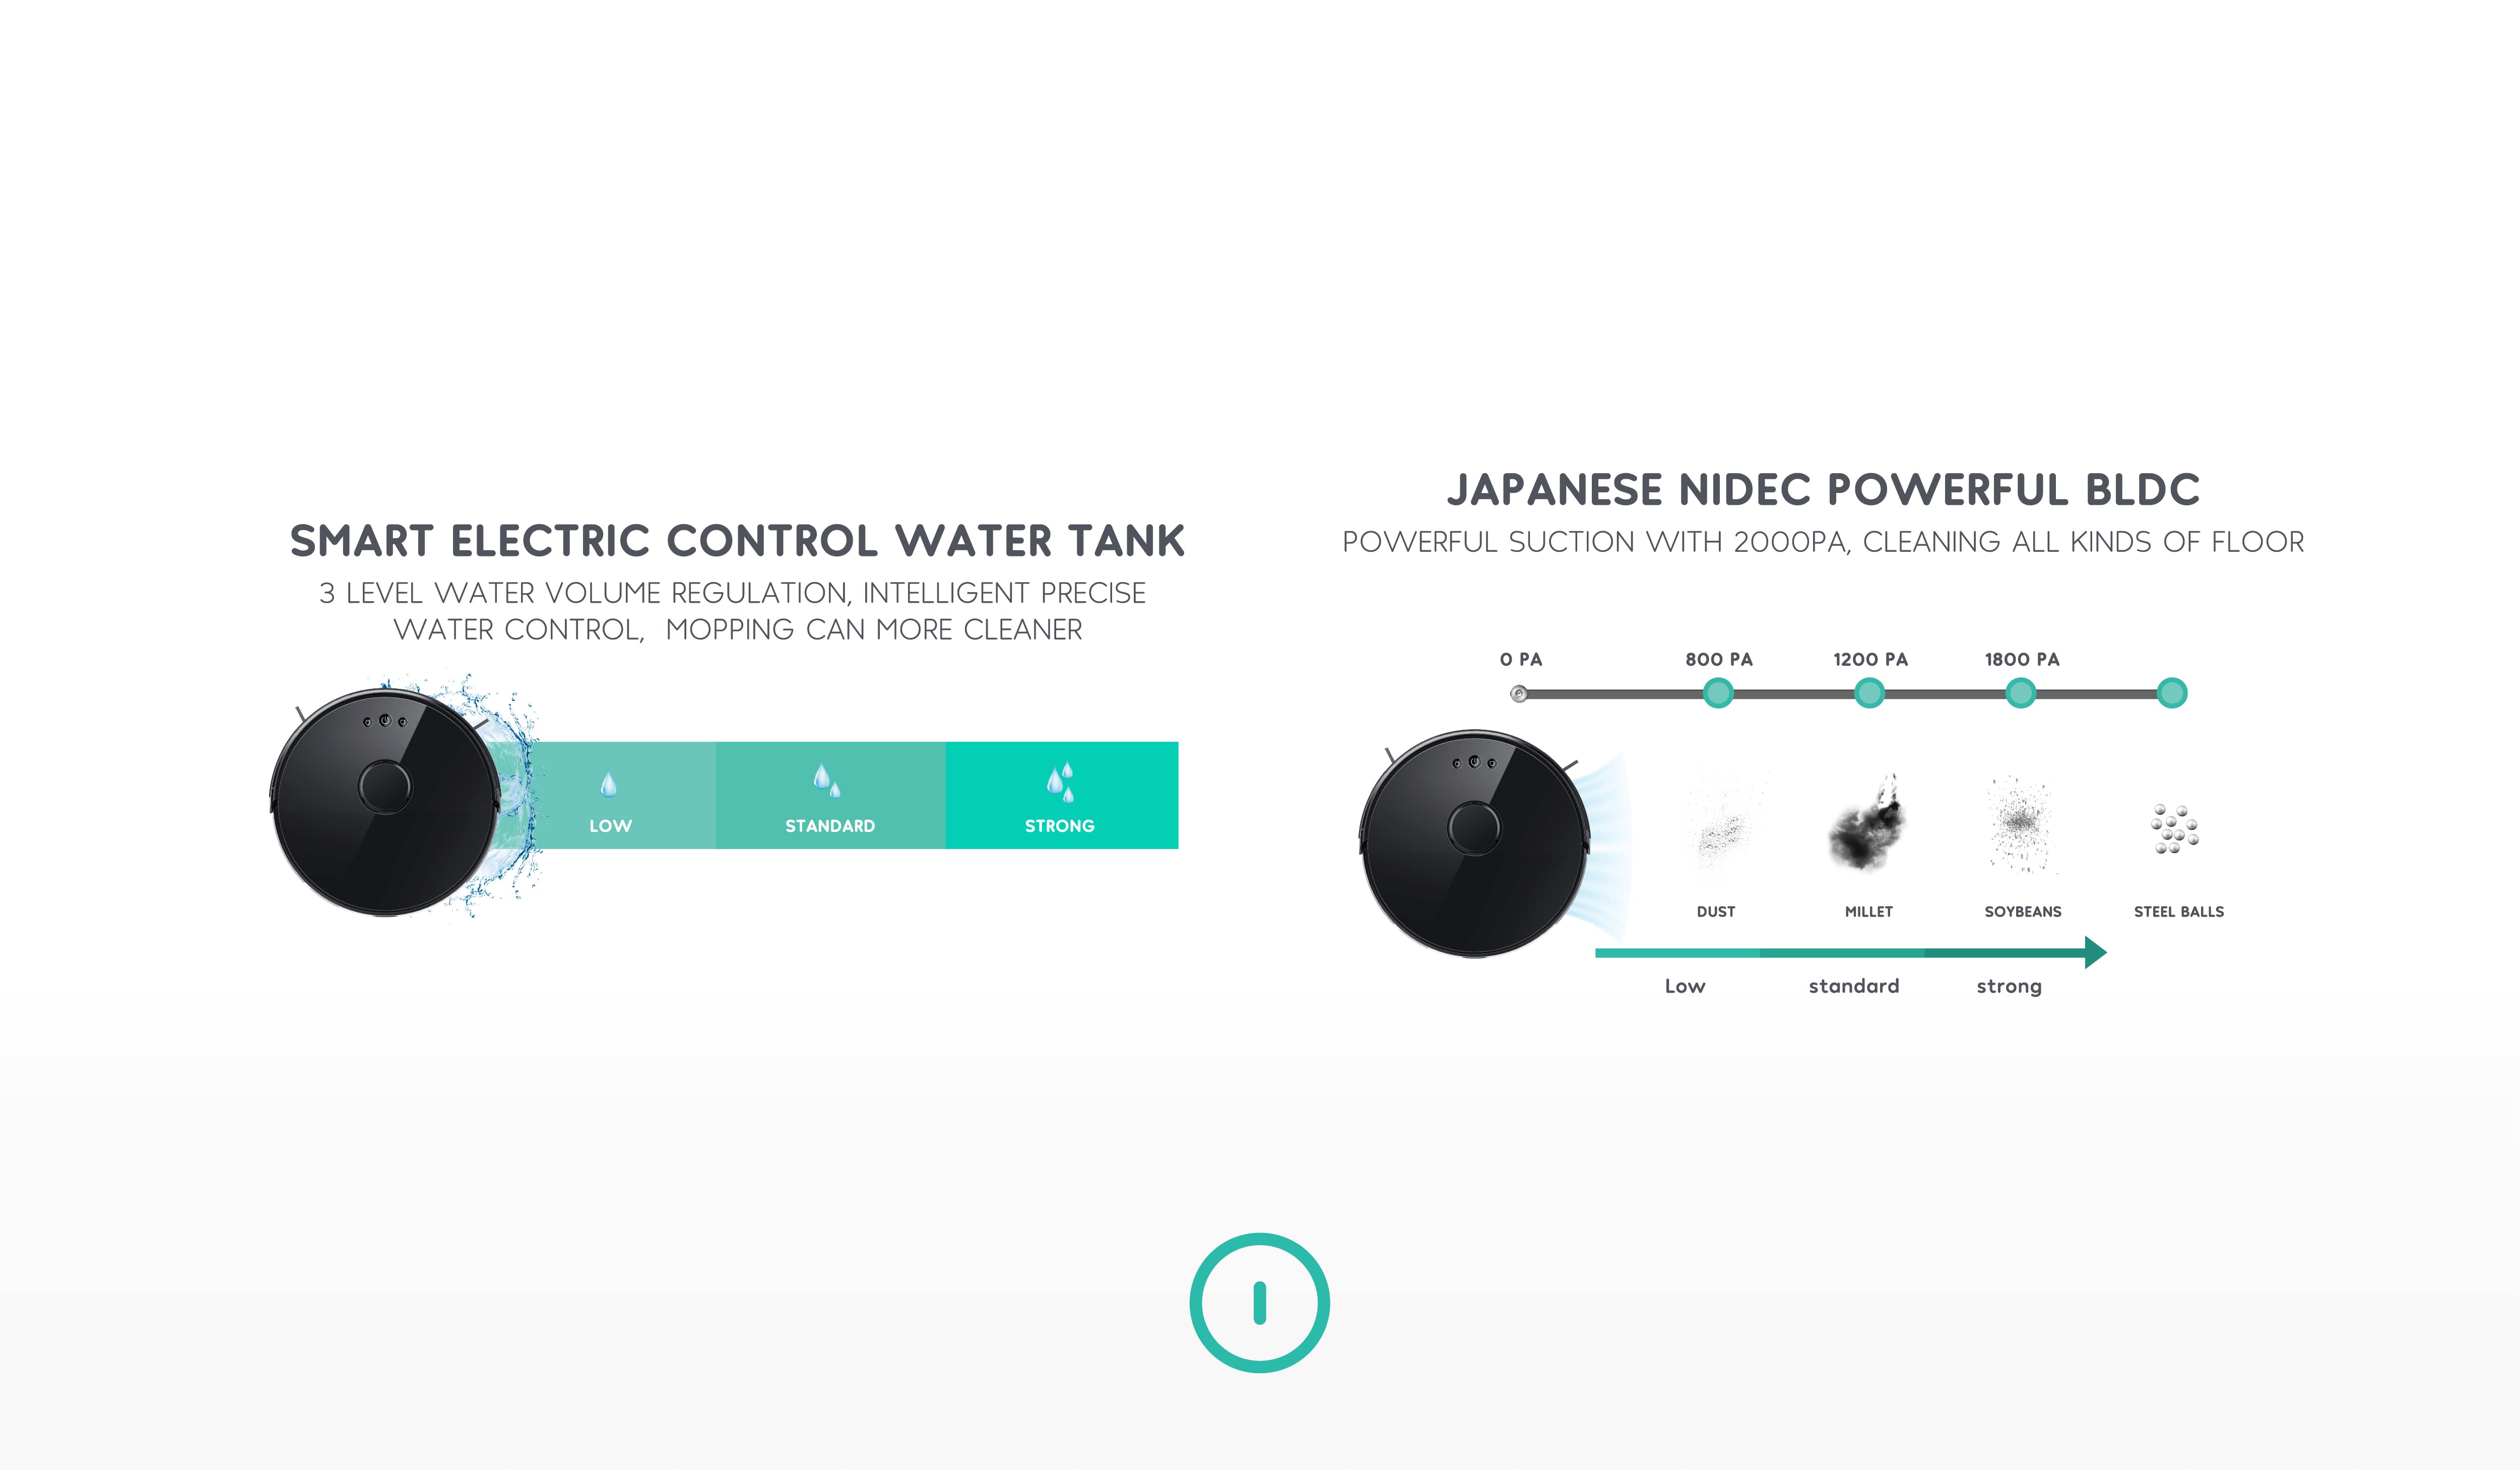 SMART ELECTRIC CONTROL WATER TANK
3 LEVEL WATER VOLUME REGULATION, INTELLIGENT PRECISE
WATER CONTROL, MOPPING CAN MORE CLEANER
LOW
STANDARD
STRONG
JAPANESE NIDEC POWERFUL BLDC
POWERFUL SUCTION WITH 2000PA, CLEANING ALL KINDS OF FLOOR
0 PA
800 PA
1200 PA
1800 PA
DUST
MILLET
SOYBEANS
STEEL BALLS
Low
standard
strong